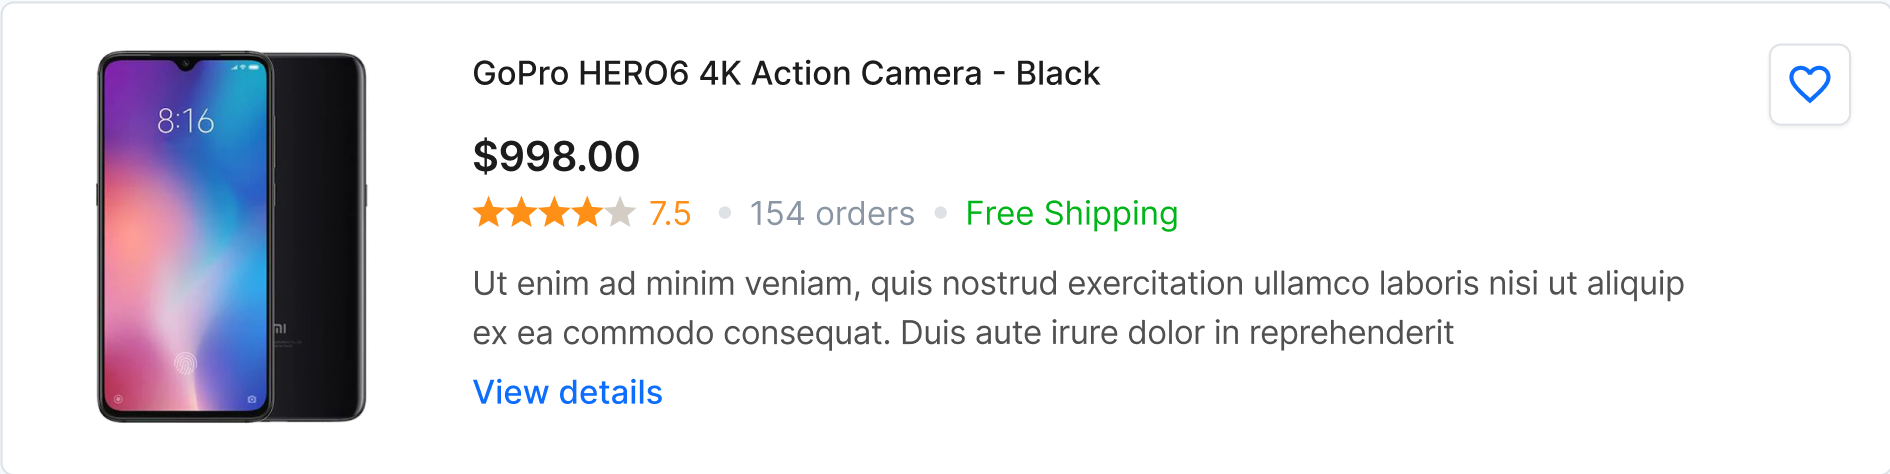 8:16
mi
GoPro HERO6 4K Action Camera - Black
$998.00
7.5 • 154 orders • Free Shipping
Ut enim ad minim veniam, quis nostrud exercitation ullamco laboris nisi ut aliquip
ex ea commodo consequat. Duis aute irure dolor in reprehenderit
View details